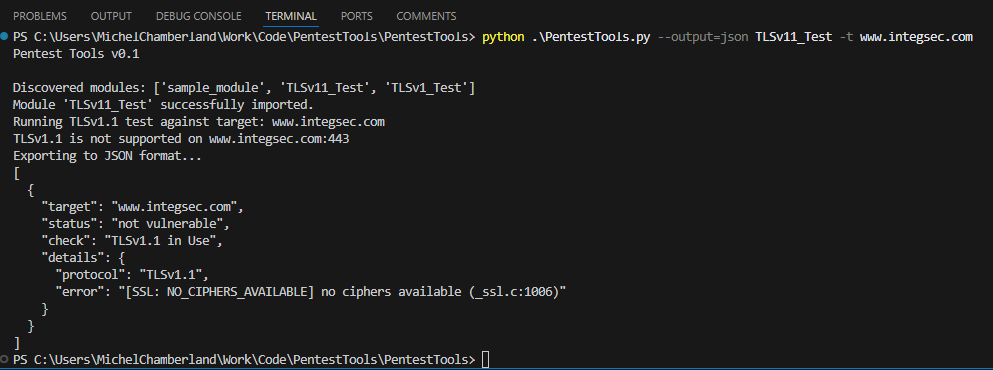 PROBLEMS OUTPUT DEBUG CONSOLE TERMINAL PORTS COMMENTS
PS C:\Users\MichelChamberland\Work\Code\PentestTools\PentestTools> python .\PentestTools.py --output=json TLSv11_Test -t www.integsec.com
Pentest Tools v0.1
Discovered modules: ['sample_module', 'TLSv11_Test', 'TLSv1_Test']
Module 'TLSv11_Test' successfully imported.
Running TLSv1.1 test against target: www.integsec.com
TLSv1.1 is not supported on www.integsec.com:443
Exporting to JSON format...
[
{
"target": "www.integsec.com",
"status": "not vulnerable",
"check": "TLSv1.1 in Use",
"details": {
"protocol": "TLSv1.1",
"error": "[SSL: NO_CIPHERS_AVAILABLE] no ciphers available (_ssl.c:1006)"
}
}
]
PS C:\Users\MichelChamberland\Work\Code\PentestTools\PentestTools>